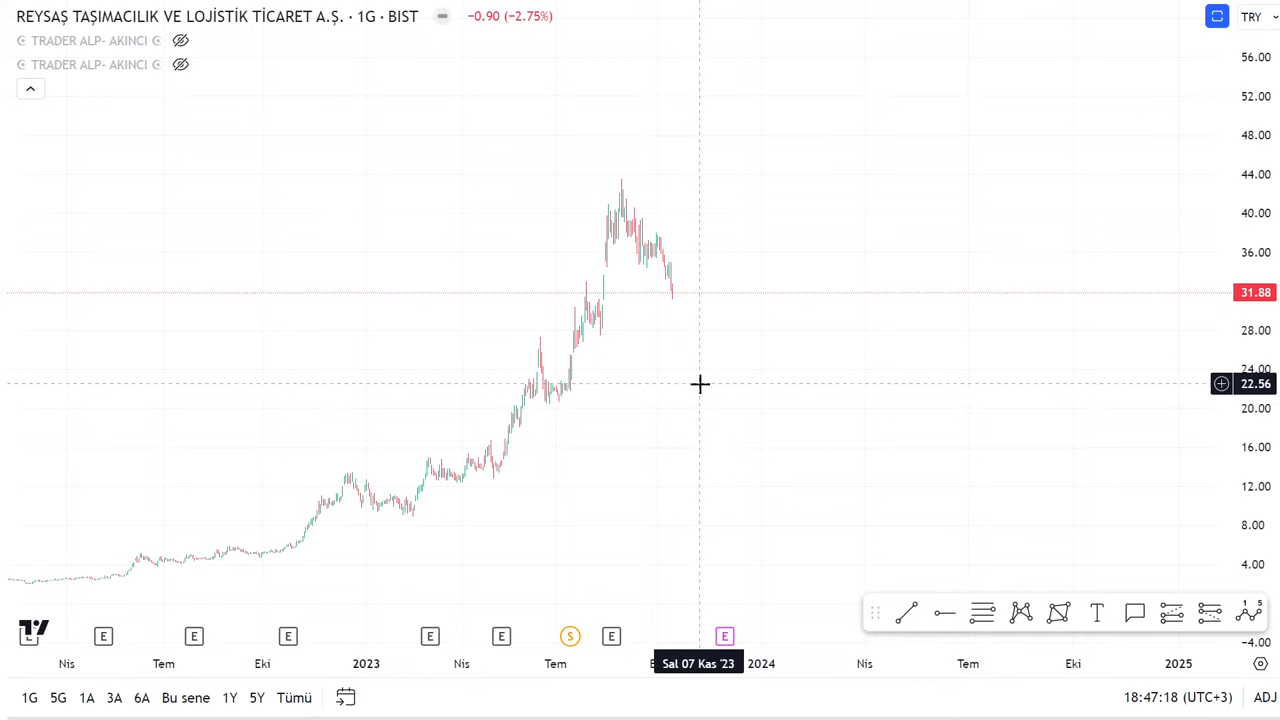 REYSAŞ TAŞIMACILIK VE LOJİSTİK TİCARET A.Ş. · 1G · BIST −0.90 (−2.75%) TRY
TRADER ALP- AKINCI
TRADER ALP- AKINCI
56.00
52.00
48.00
44.00
40.00
36.00
31.88
28.00
24.00
22.56
20.00
16.00
12.00
8.00
4.00
−4.00
E E E E E S E E
Nis Tem Eki 2023 Nis Tem Sal 07 Kas '23 2024 Nis Tem Eki 2025
1G 5G 1A 3A 6A Bu sene 1Y 5Y Tümü 18:47:18 (UTC+3) ADJ